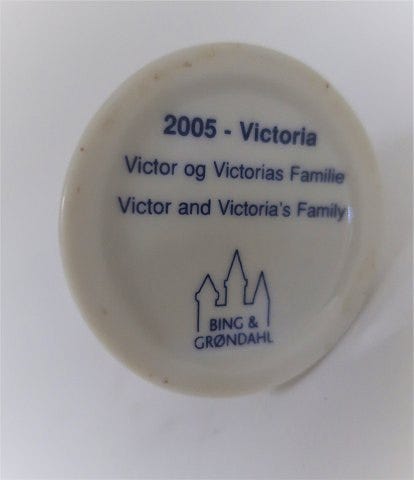 2005 - Victoria
Victor og Victorias Familie
Victor and Victoria's Family
BING &
GRØNDAHL